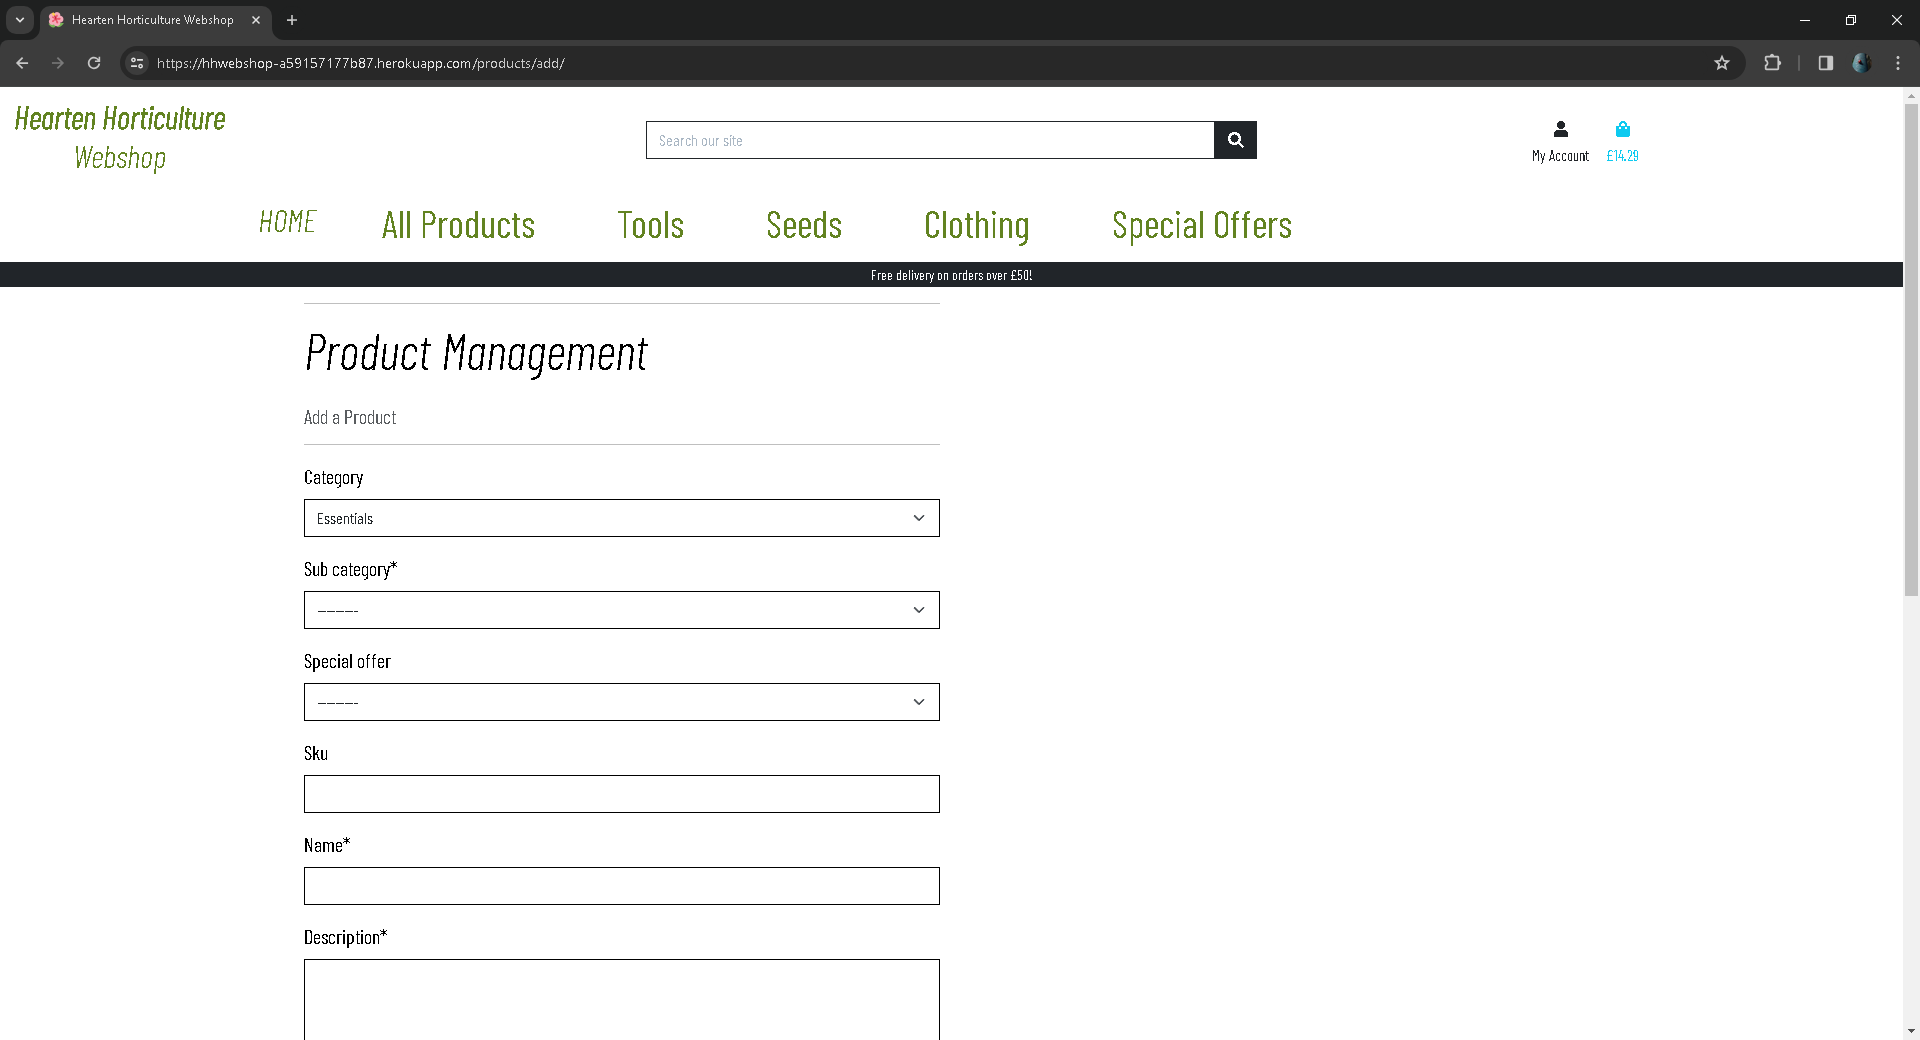 Hearten Horticulture Webshop
https://hhwebshop-a59157177b87.herokuapp.com/products/add/
Hearten Horticulture
Webshop
Search our site
My Account
£14.29
HOME
All Products
Tools
Seeds
Clothing
Special Offers
Free delivery on orders over £50!
Product Management
Add a Product
Category
Essentials
Sub category*
---------
Special offer
---------
Sku
Name*
Description*